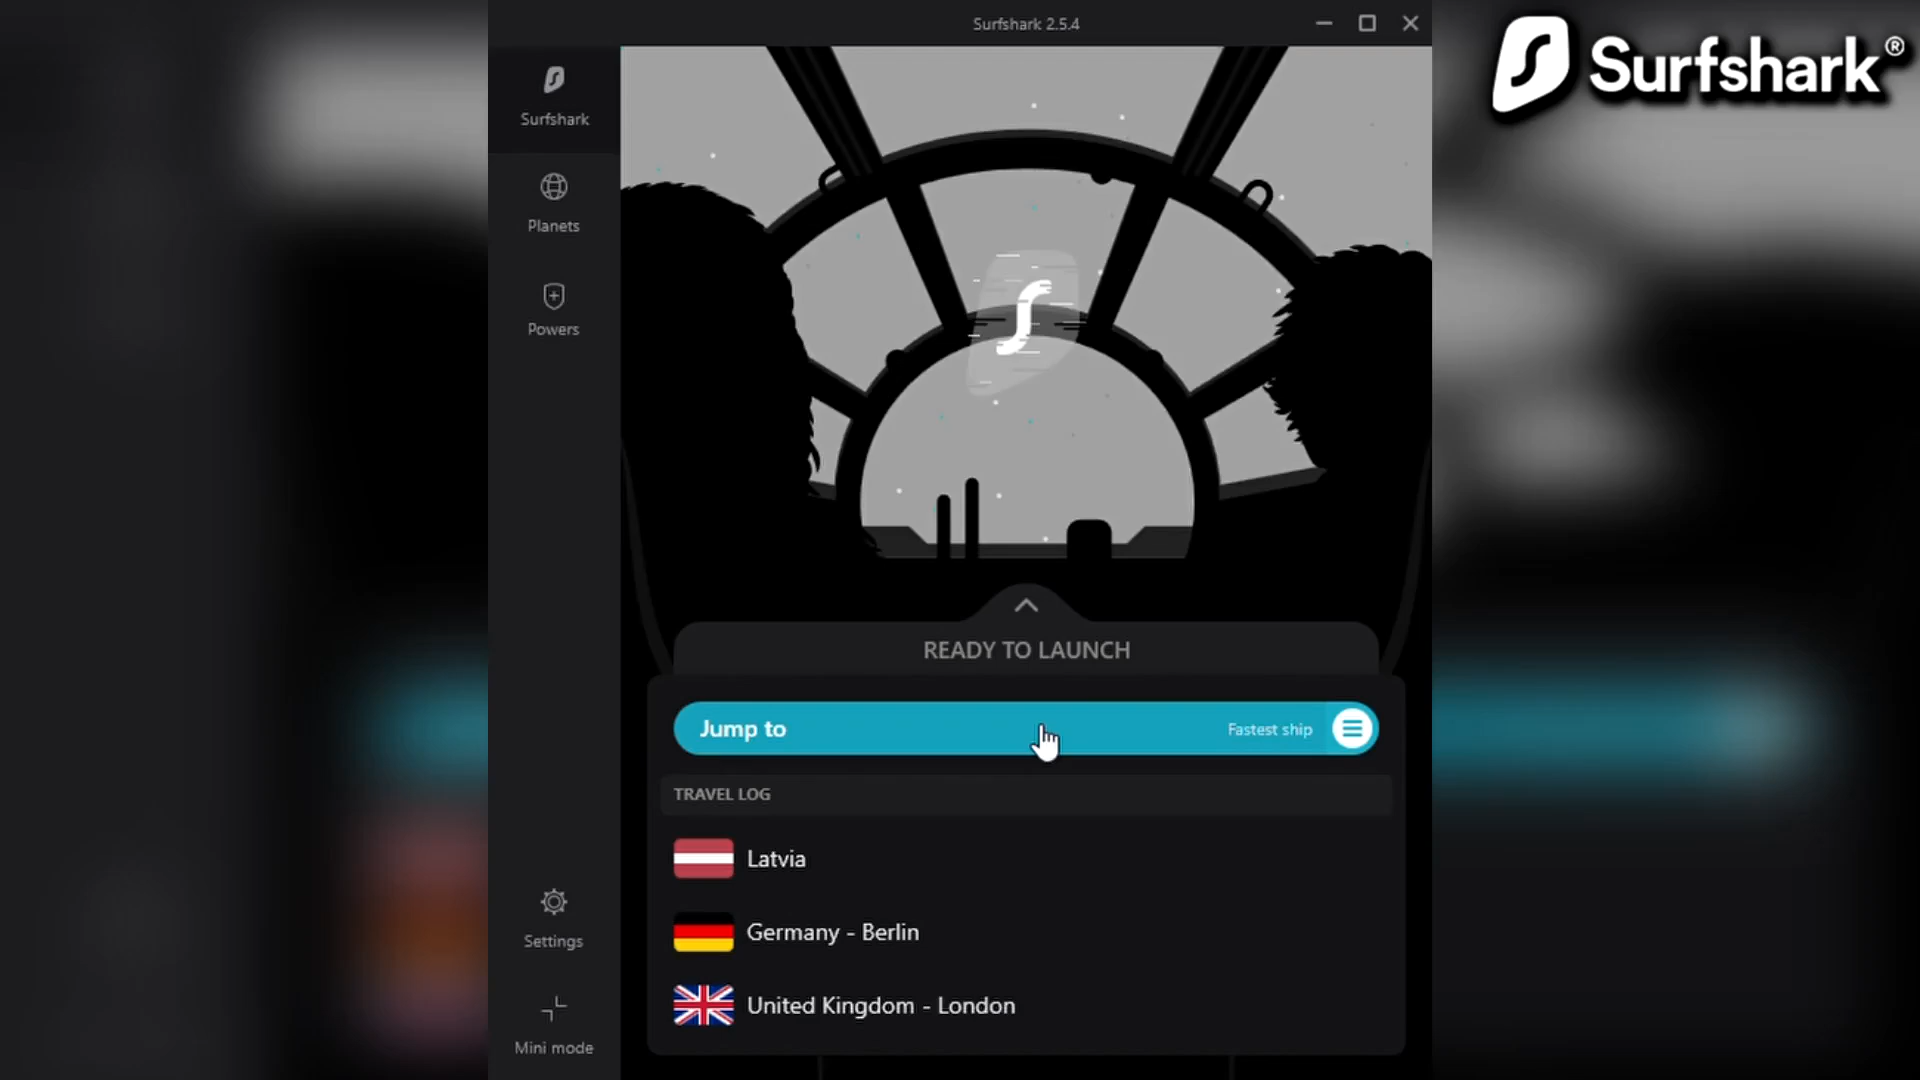 Surfshark 2.5.4
Surfshark®
Surfshark
Planets
Powers
READY TO LAUNCH
Jump to
Fastest ship
TRAVEL LOG
Latvia
Germany - Berlin
United Kingdom - London
Settings
Mini mode